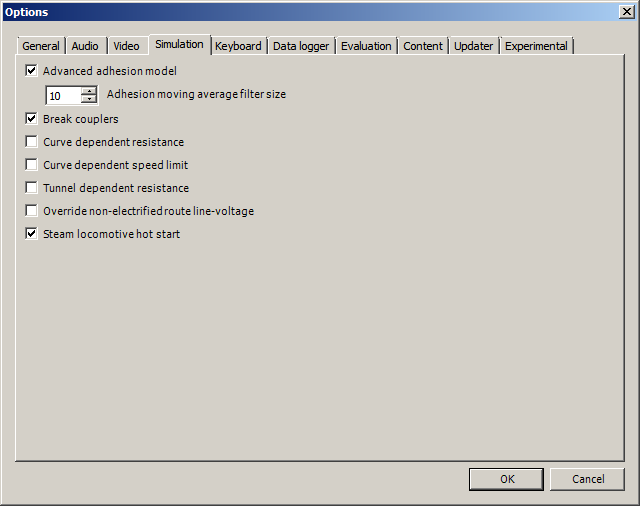 Options
General Audio Video Simulation Keyboard Data logger Evaluation Content Updater Experimental
Advanced adhesion model
10 Adhesion moving average filter size
Break couplers
Curve dependent resistance
Curve dependent speed limit
Tunnel dependent resistance
Override non-electrified route line-voltage
Steam locomotive hot start
OK Cancel